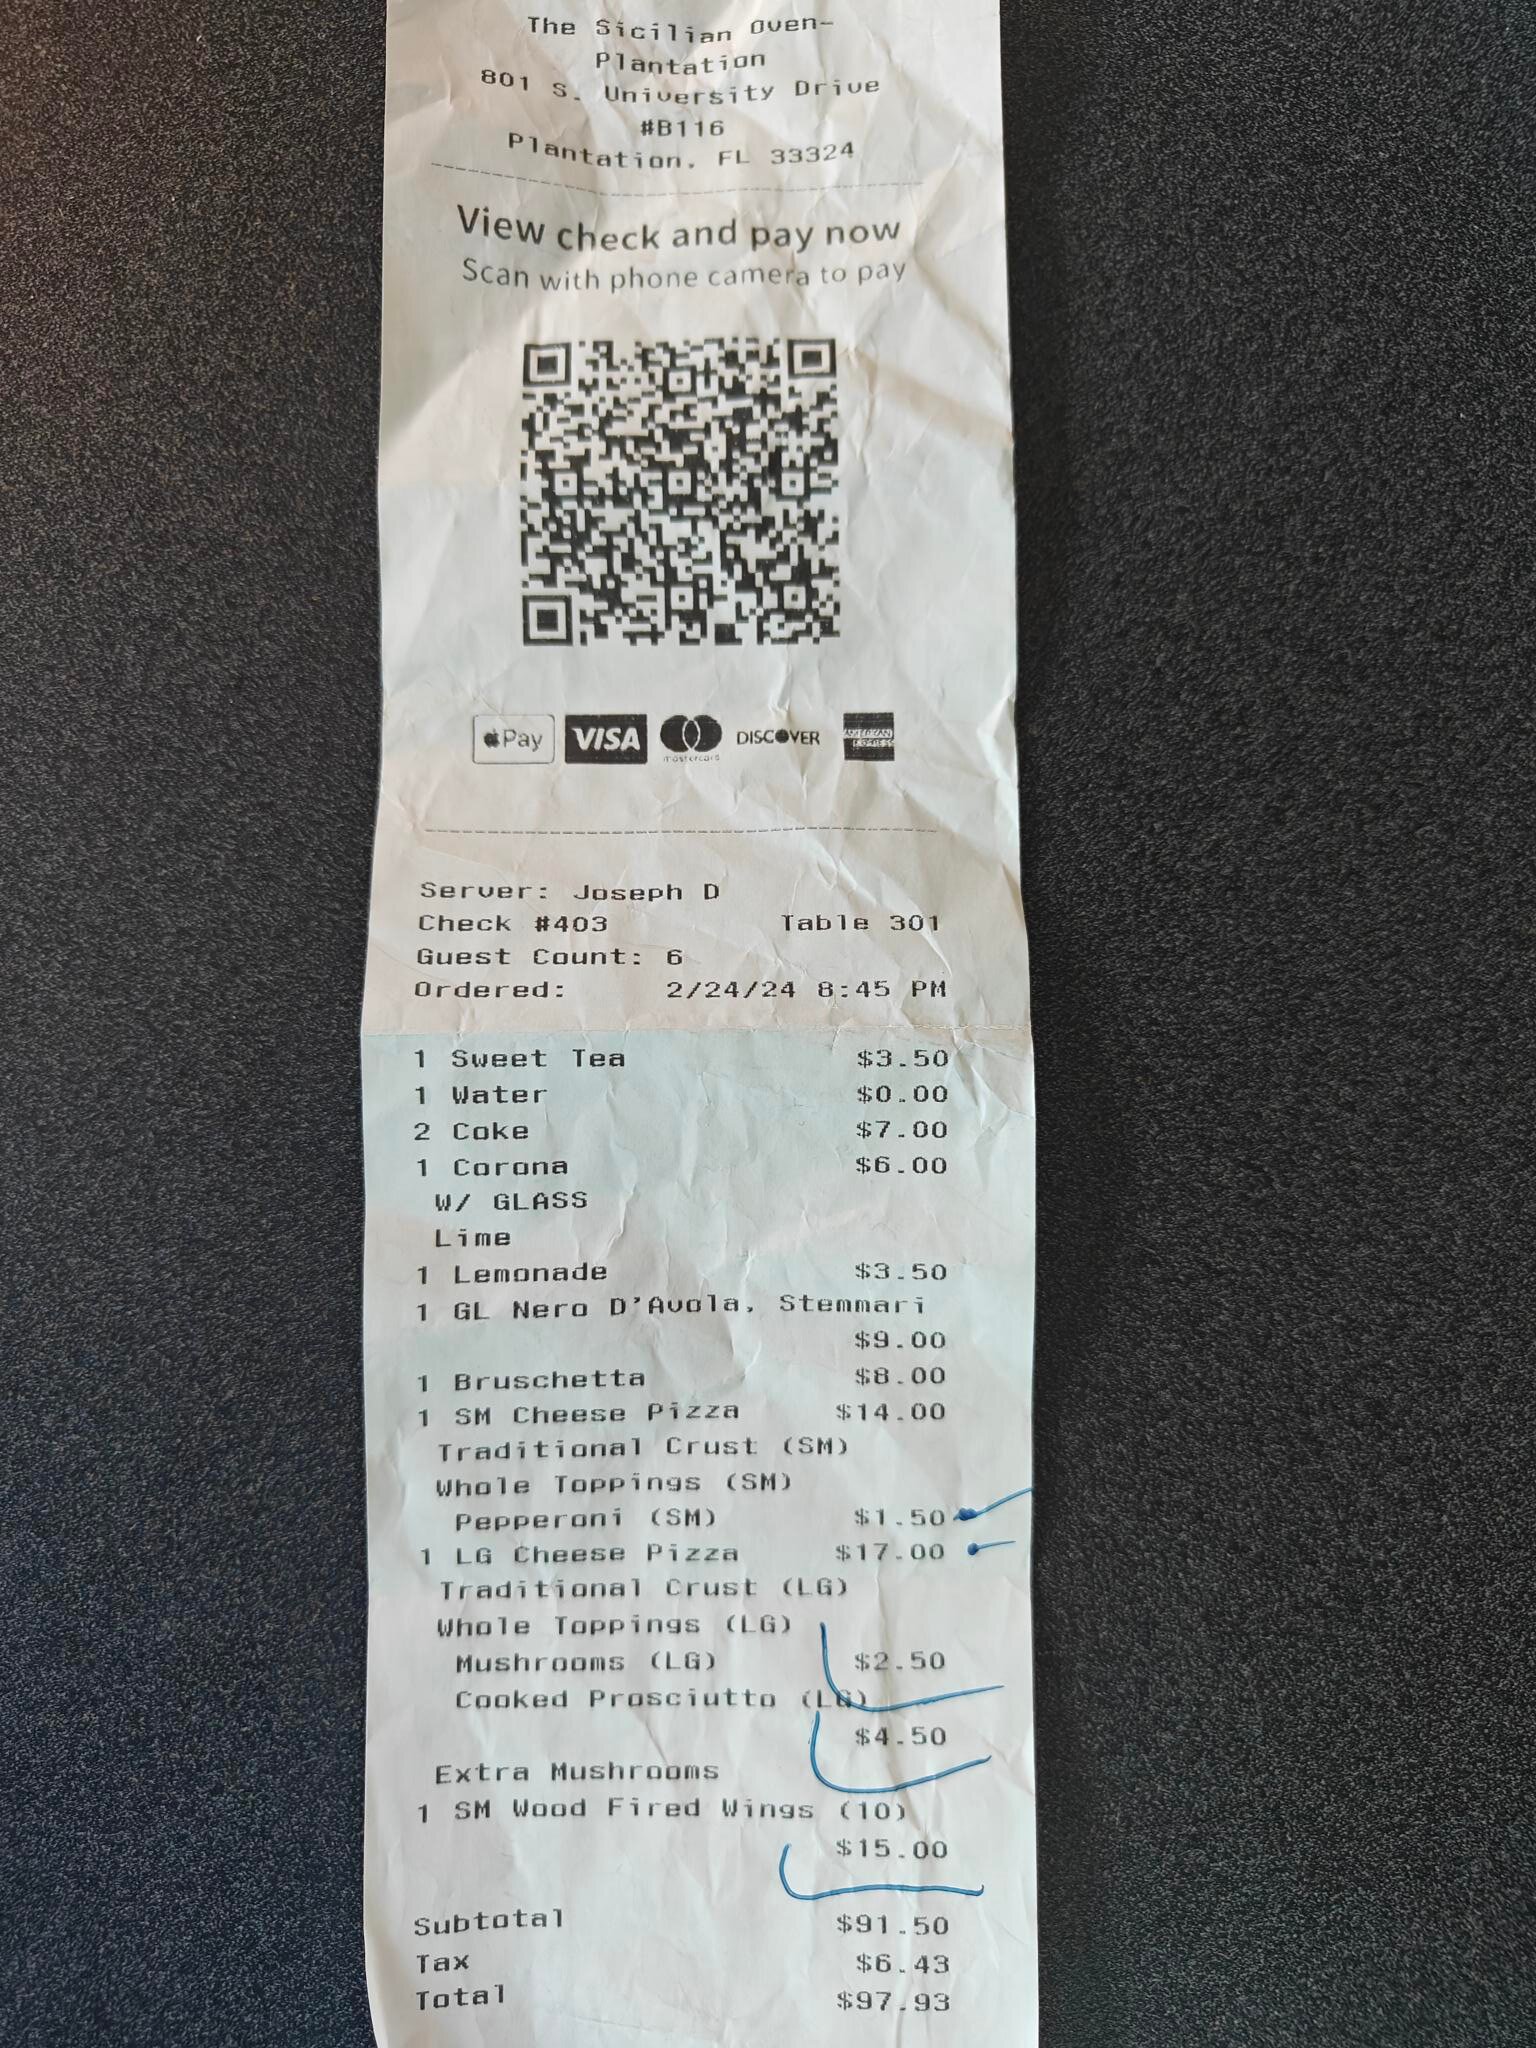 The Sicilian Oven-
Plantation
801 S. University Drive
#B116
Plantation, FL 33324
View check and pay now
Scan with phone camera to pay
Pay VISA mastercard DISCOVER AMERICAN EXPRESS
Server: Joseph D
Check #403 Table 301
Guest Count: 6
Ordered: 2/24/24 8:45 PM
1 Sweet Tea $3.50
1 Water $0.00
2 Coke $7.00
1 Corona $6.00
W/ GLASS
Lime
1 Lemonade $3.50
1 GL Nero D'Avola, Stemmari
$9.00
1 Bruschetta $8.00
1 SM Cheese Pizza $14.00
Traditional Crust (SM)
Whole Toppings (SM)
Pepperoni (SM) $1.50
1 LG Cheese Pizza $17.00
Traditional Crust (LG)
Whole Toppings (LG)
Mushrooms (LG) $2.50
Cooked Prosciutto (LG)
$4.50
Extra Mushrooms
1 SM Wood Fired Wings (10)
$15.00
Subtotal $91.50
Tax $6.43
Total $97.93